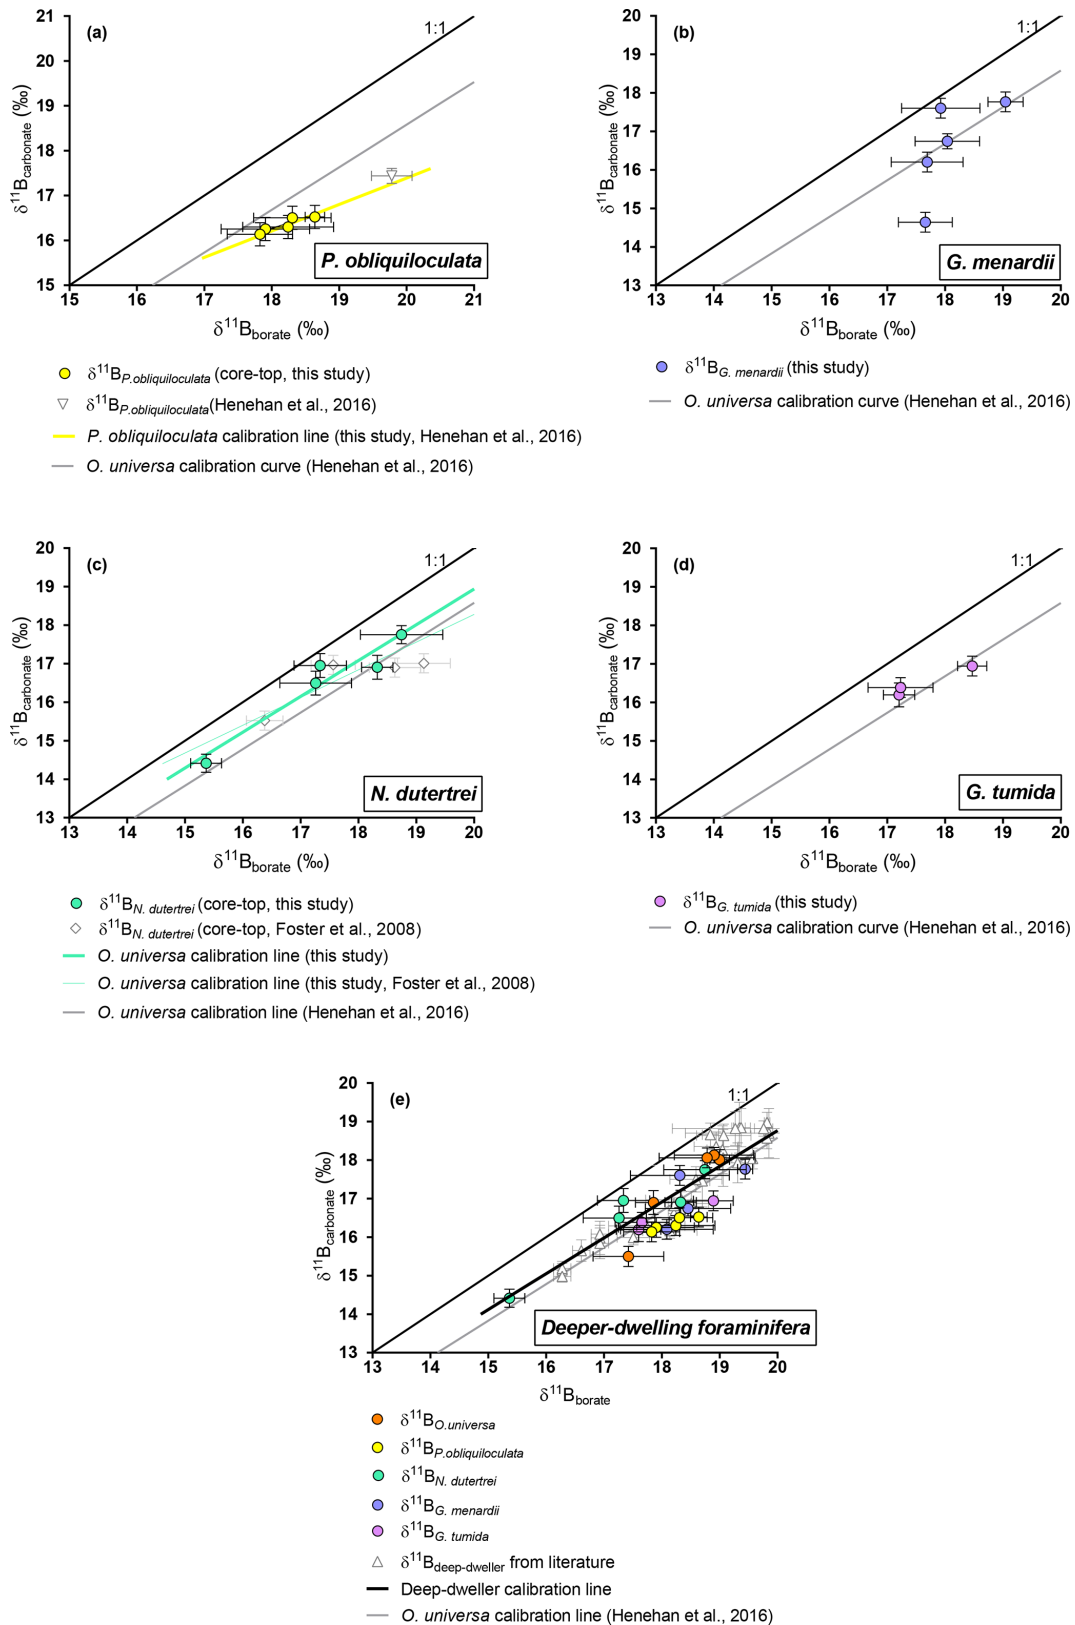 (a)
1:1
21
20
19
18
17
16
15
δ11Bcarbonate (‰)
15 16 17 18 19 20 21
δ11Bborate (‰)
P. obliquiloculata
δ11BP.obliquiloculata (core-top, this study)
δ11BP.obliquiloculata(Henehan et al., 2016)
P. obliquiloculata calibration line (this study, Henehan et al., 2016)
O. universa calibration curve (Henehan et al., 2016)
(b)
1:1
20
19
18
17
16
15
14
13
δ11Bcarbonate (‰)
13 14 15 16 17 18 19 20
δ11Bborate (‰)
G. menardii
δ11BG. menardii (this study)
O. universa calibration curve (Henehan et al., 2016)
(c)
1:1
20
19
18
17
16
15
14
13
δ11Bcarbonate (‰)
13 14 15 16 17 18 19 20
δ11Bborate (‰)
N. dutertrei
δ11BN. dutertrei (core-top, this study)
δ11BN. dutertrei (core-top, Foster et al., 2008)
O. universa calibration line (this study)
O. universa calibration line (this study, Foster et al., 2008)
O. universa calibration line (Henehan et al., 2016)
(d)
1:1
20
19
18
17
16
15
14
13
δ11Bcarbonate (‰)
13 14 15 16 17 18 19 20
δ11Bborate (‰)
G. tumida
δ11BG. tumida (this study)
O. universa calibration curve (Henehan et al., 2016)
(e)
1:1
20
19
18
17
16
15
14
13
δ11Bcarbonate (‰)
13 14 15 16 17 18 19 20
δ11Bborate
Deeper-dwelling foraminifera
δ11BO.universa
δ11BP.obliquiloculata
δ11BN. dutertrei
δ11BG. menardii
δ11BG. tumida
δ11Bdeep-dweller from literature
Deep-dweller calibration line
O. universa calibration line (Henehan et al., 2016)